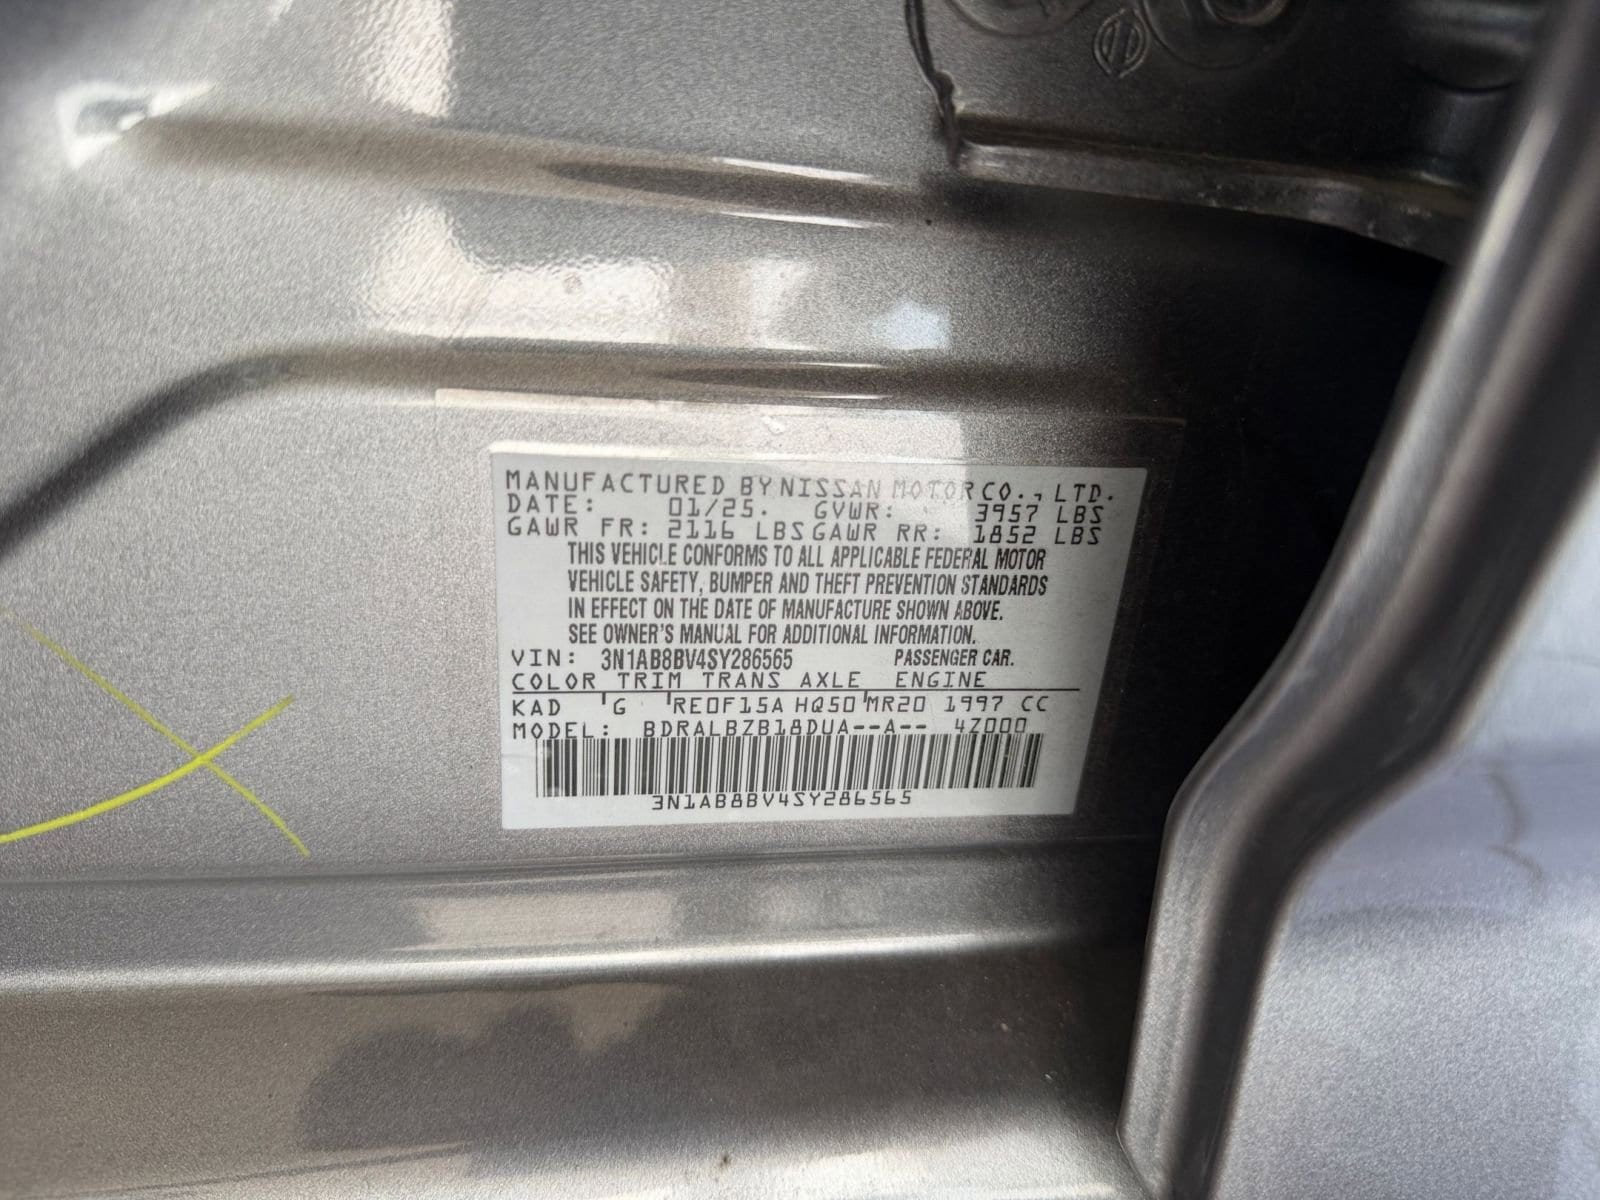 MANUFACTURED BY NISSAN MOTOR CO., LTD.
DATE: 01/25. GVWR: 3957 LBS
GAWR FR: 2116 LBS GAWR RR: 1852 LBS
THIS VEHICLE CONFORMS TO ALL APPLICABLE FEDERAL MOTOR
VEHICLE SAFETY, BUMPER AND THEFT PREVENTION STANDARDS
IN EFFECT ON THE DATE OF MANUFACTURE SHOWN ABOVE.
SEE OWNER'S MANUAL FOR ADDITIONAL INFORMATION.
VIN: 3N1AB8BV4SY286565 PASSENGER CAR.
COLOR TRIM TRANS AXLE ENGINE
KAD G RE0F15A HQ50 MR20 1997 CC
MODEL: BDRALBZB18DUA--A-- 4Z000
3N1AB8BV4SY286565